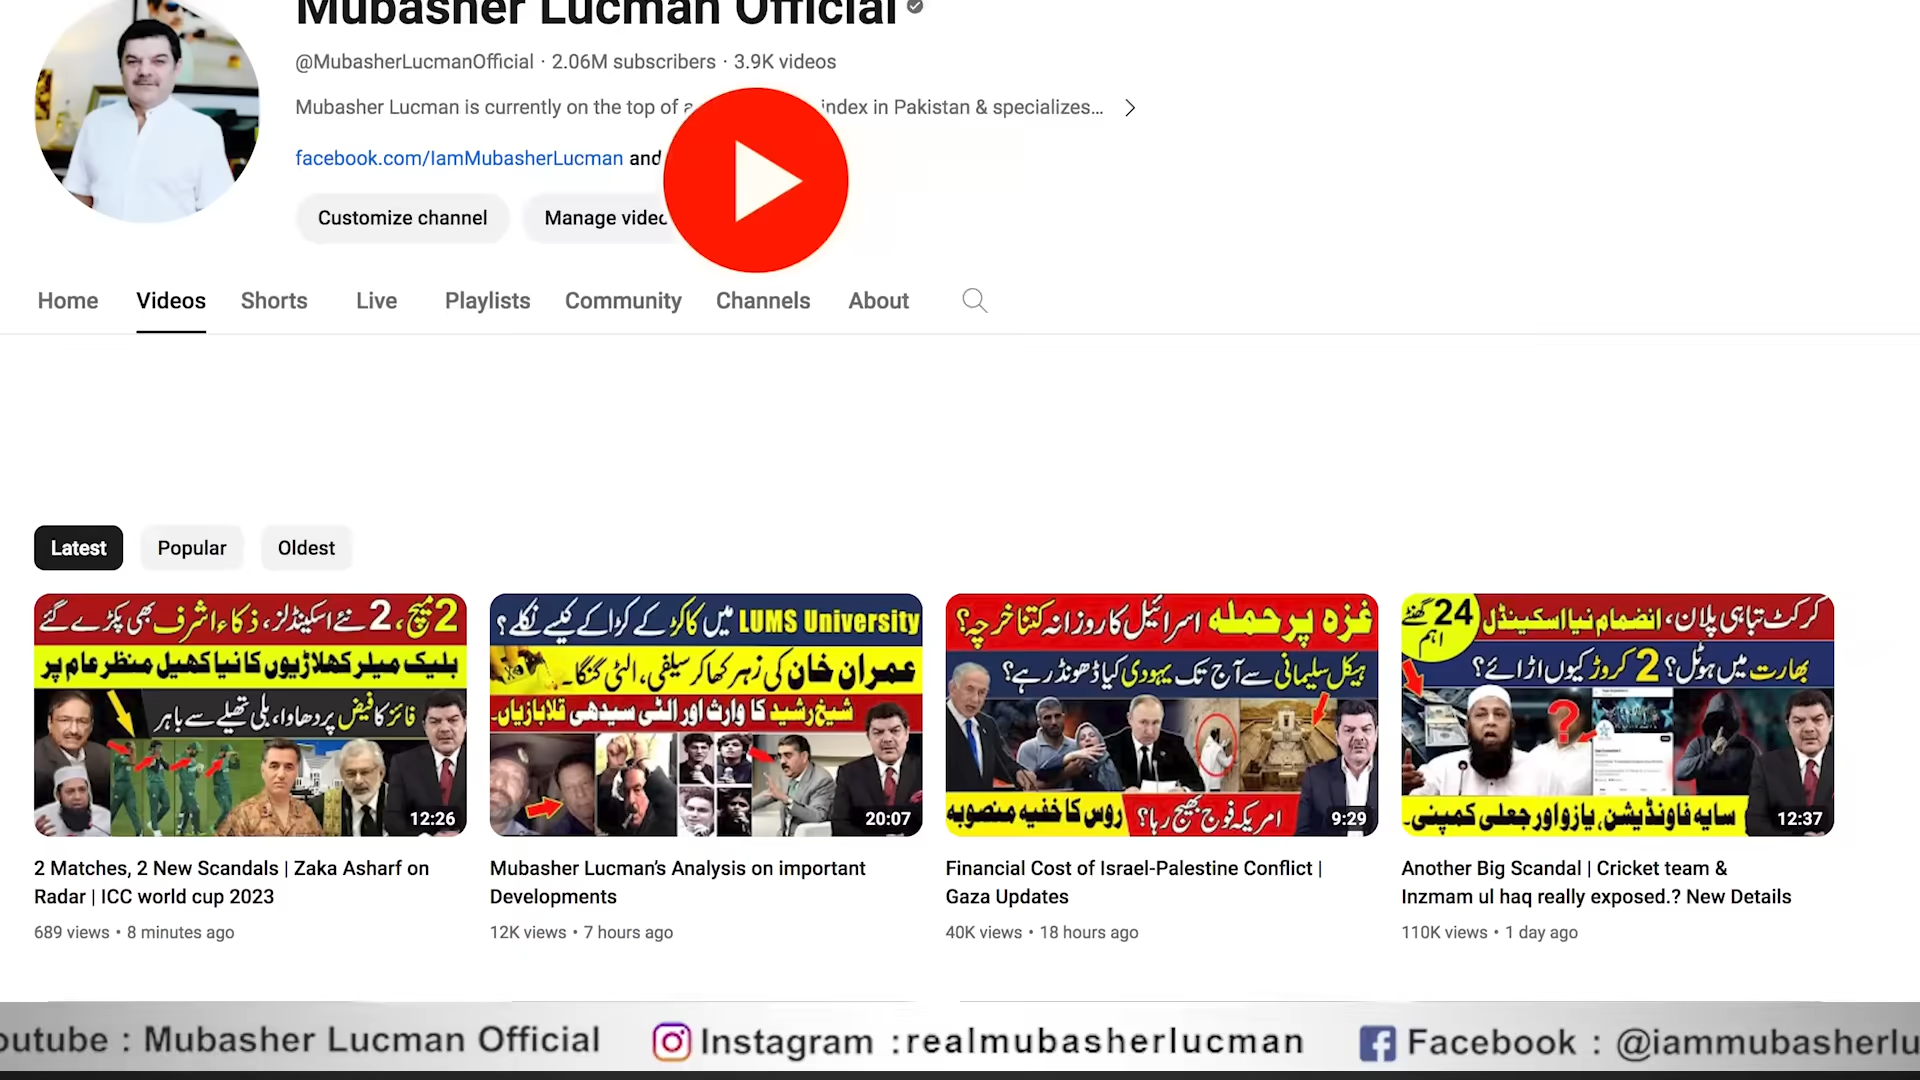 Mubasher Lucman Official
@MubasherLucmanOfficial · 2.06M subscribers · 3.9K videos
Mubasher Lucman is currently on the top of index in Pakistan & specializes...
facebook.com/IamMubasherLucman and
Customize channel
Manage
Home
Videos
Shorts
Live
Playlists
Community
Channels
About
Latest
Popular
Oldest
2 میچ، 2 نئے اسکینڈلز، ذکاء اشرف بھی پکڑے گئے
بلیک میلر کھلاڑیوں کا نیا کھیل منظر عام پر
فائز کا فیض پر دھاوا، بلی تھیلے سے باہر
12:26
LUMS University میں کاکڑ کے کڑاکے کیسے نکلے؟
عمران خان کی زہر کھا کر سیلفی، الٹی گنگا۔
شیخ رشید کا وارث اور الٹی سیدھی قلابازیاں۔
20:07
غزہ پر حملہ اسرائیل کا روزانہ کتنا خرچہ؟
ہیکل سلیمانی سے آج تک یہودی کیا ڈھونڈ رہے؟
امریکہ فوج بھیج رہا؟
روس کا خفیہ منصوبہ
9:29
24 گھنٹے اہم
کرکٹ تباہی پلان، انضمام نیا اسکینڈل
بھارت میں ہوٹل؟ 2 کروڑ کیوں اڑائے؟
?
سایہ فاؤنڈیشن، یازو اور جعلی کمپنی۔
12:37
2 Matches, 2 New Scandals | Zaka Asharf on
Radar | ICC world cup 2023
689 views • 8 minutes ago
Mubasher Lucman’s Analysis on important
Developments
12K views • 7 hours ago
Financial Cost of Israel-Palestine Conflict |
Gaza Updates
40K views • 18 hours ago
Another Big Scandal | Cricket team &
Inzmam ul haq really exposed.? New Details
110K views • 1 day ago
outube : Mubasher Lucman Official
Instagram :realmubasherlucman
Facebook : @iammubasherlu